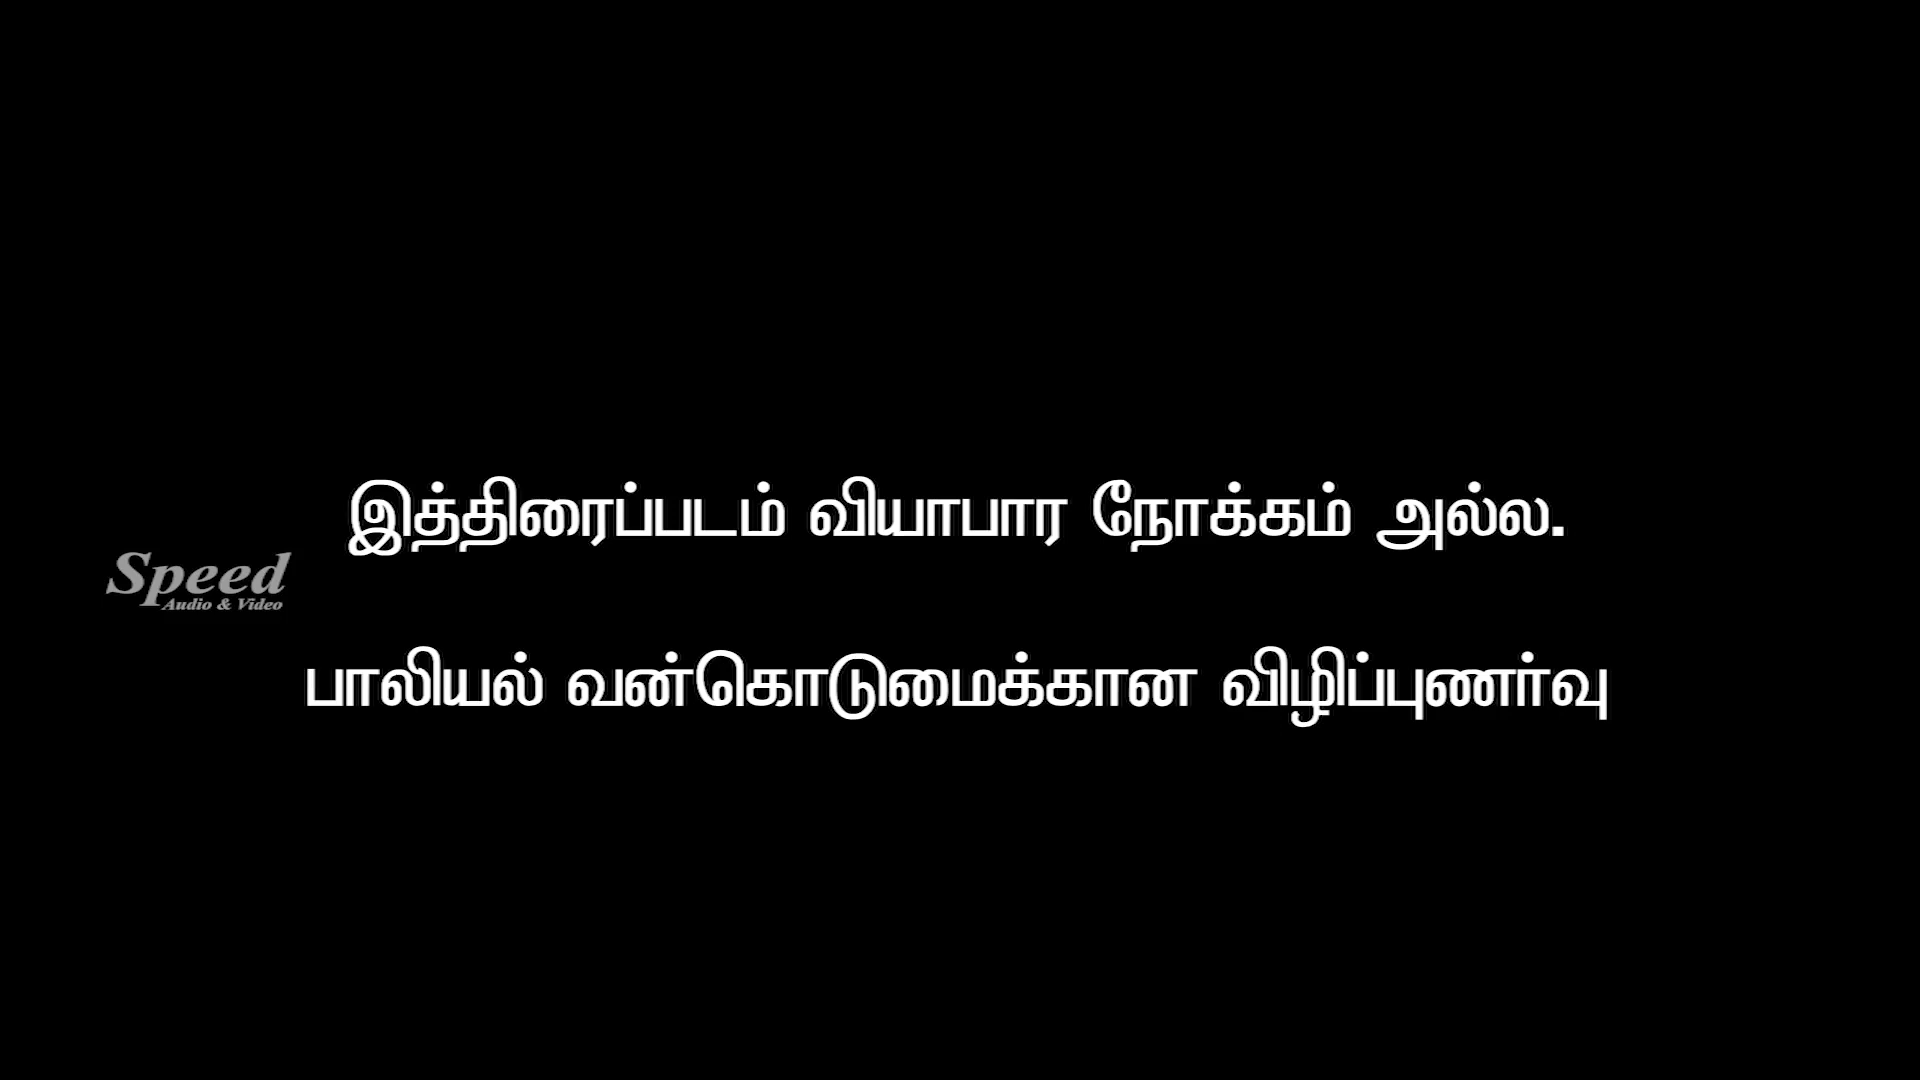 இத்திரைப்படம் வியாபார நோக்கம் அல்ல.
Speed
Audio & Video
பாலியல் வன்கொடுமைக்கான விழிப்புணர்வு